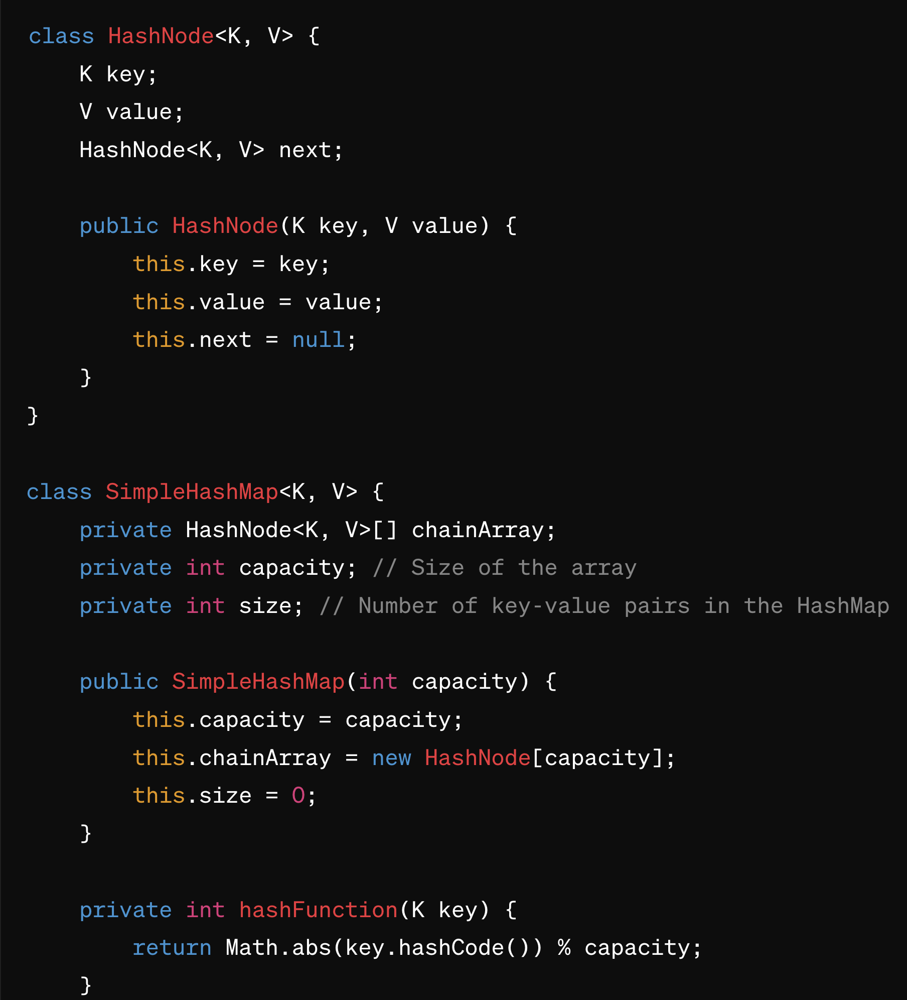 class HashNode<K, V> {
    K key;
    V value;
    HashNode<K, V> next;

    public HashNode(K key, V value) {
        this.key = key;
        this.value = value;
        this.next = null;
    }
}

class SimpleHashMap<K, V> {
    private HashNode<K, V>[] chainArray;
    private int capacity; // Size of the array
    private int size; // Number of key-value pairs in the HashMap

    public SimpleHashMap(int capacity) {
        this.capacity = capacity;
        this.chainArray = new HashNode[capacity];
        this.size = 0;
    }

    private int hashFunction(K key) {
        return Math.abs(key.hashCode()) % capacity;
    }